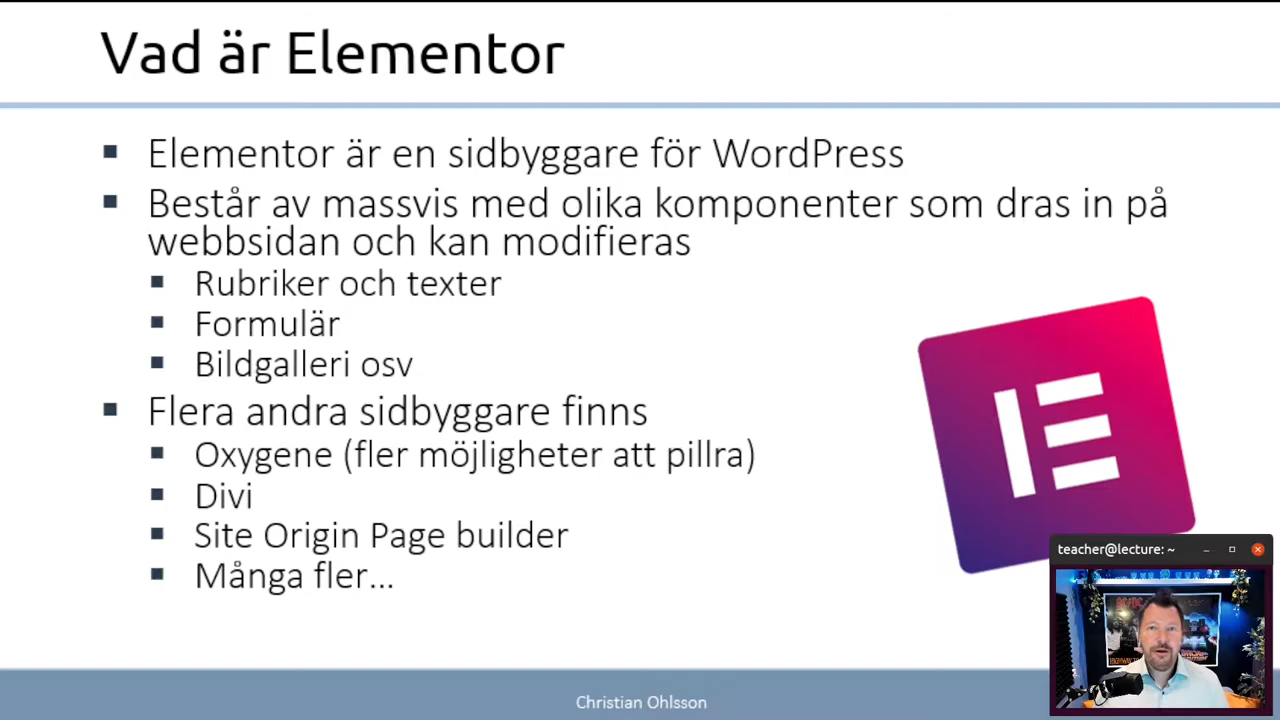 Vad är Elementor
Elementor är en sidbyggare för WordPress
Består av massvis med olika komponenter som dras in på
webbsidan och kan modifieras
Rubriker och texter
Formulär
Bildgalleri osv
Flera andra sidbyggare finns
Oxygene (fler möjligheter att pillra)
Divi
Site Origin Page builder
Många fler...
teacher@lecture: ~
AC/DC
Christian Ohlsson